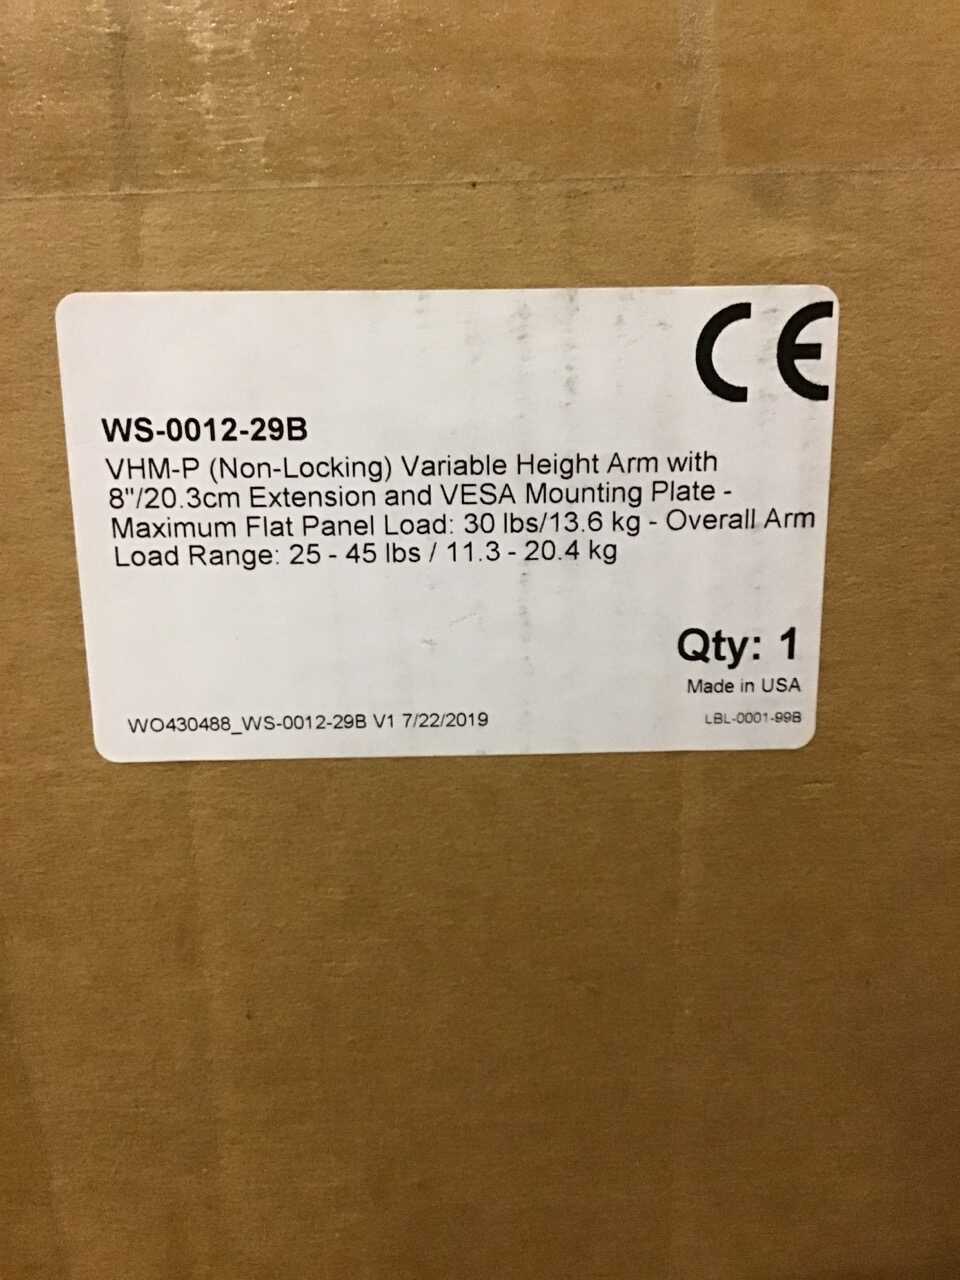 CE
WS-0012-29B
VHM-P (Non-Locking) Variable Height Arm with
8"/20.3cm Extension and VESA Mounting Plate -
Maximum Flat Panel Load: 30 lbs/13.6 kg - Overall Arm
Load Range: 25 - 45 lbs / 11.3 - 20.4 kg
Qty: 1
Made in USA
WO430488_WS-0012-29B V1 7/22/2019
LBL-0001-99B